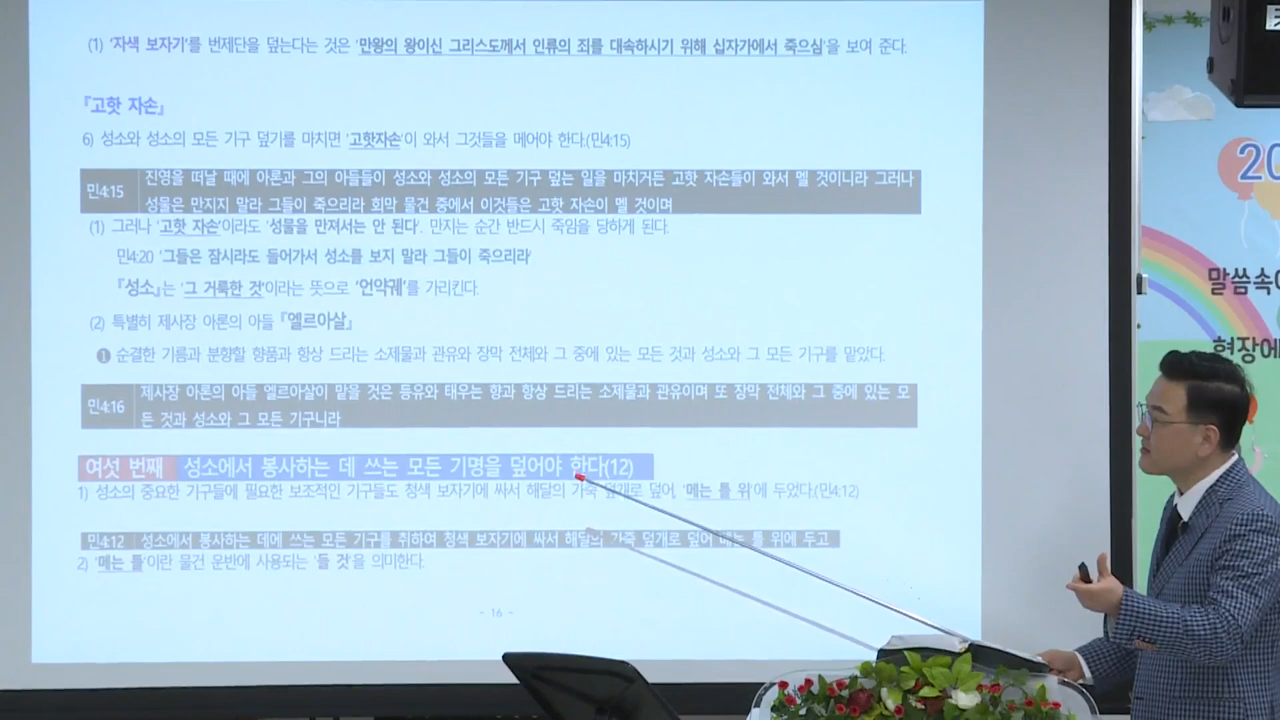 (1) '자색 보자기'를 번제단을 덮는다는 것은 '만왕의 왕이신 그리스도께서 인류의 죄를 대속하시기 위해 십자가에서 죽으심'을 보여 준다.
『고핫 자손』
6) 성소와 성소의 모든 기구 덮기를 마치면 '고핫자손'이 와서 그것들을 메어야 한다.(민4:15)
민4:15
진영을 떠날 때에 아론과 그의 아들들이 성소와 성소의 모든 기구 덮는 일을 마치거든 고핫 자손들이 와서 멜 것이니라 그러나
성물은 만지지 말라 그들이 죽으리라 회막 물건 중에서 이것들은 고핫 자손이 멜 것이며
(1) 그러나 '고핫 자손'이라도 '성물을 만져서는 안 된다'. 만지는 순간 반드시 죽임을 당하게 된다.
민4:20 '그들은 잠시라도 들어가서 성소를 보지 말라 그들이 죽으리라'
『성소』는 '그 거룩한 것'이라는 뜻으로 '언약궤'를 가리킨다.
(2) 특별히 제사장 아론의 아들 『엘르아살』
❶ 순결한 기름과 분향할 향품과 항상 드리는 소제물과 관유와 장막 전체와 그 중에 있는 모든 것과 성소와 그 모든 기구를 맡았다.
민4:16
제사장 아론의 아들 엘르아살이 맡을 것은 등유와 태우는 향과 항상 드리는 소제물과 관유이며 또 장막 전체와 그 중에 있는 모
든 것과 성소와 그 모든 기구니라
여섯 번째 성소에서 봉사하는 데 쓰는 모든 기명을 덮어야 한다(12)
1) 성소의 중요한 기구들에 필요한 보조적인 기구들도 청색 보자기에 싸서 해달의 가죽 덮개로 덮어, '메는 틀 위'에 두었다.(민4:12)
민4:12 성소에서 봉사하는 데에 쓰는 모든 기구를 취하여 청색 보자기에 싸서 해달의 가죽 덮개로 덮어 메는 틀 위에 두고
2) '메는 틀'이란 물건 운반에 사용되는 '들 것'을 의미한다.
- 16 -
20
말씀속에
현장에